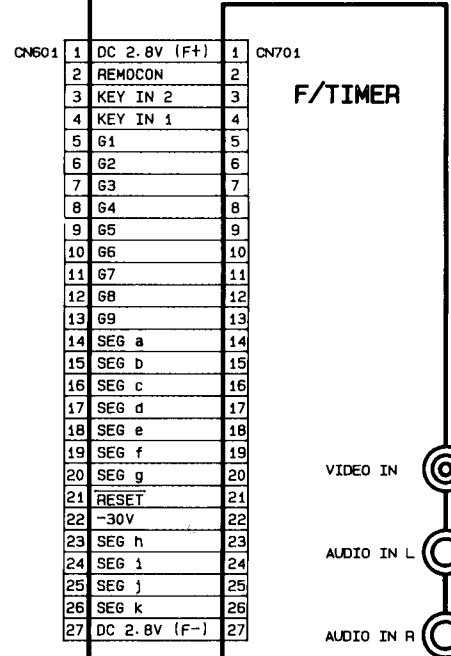 CN601 1 DC 2.8V (F+) 1 CN701
2 REMOCON 2
F/TIMER
3 KEY IN 2 3
4 KEY IN 1 4
5 G1 5
6 G2 6
7 G3 7
8 G4 8
9 G5 9
10 G6 10
11 G7 11
12 G8 12
13 G9 13
14 SEG a 14
15 SEG b 15
16 SEG c 16
17 SEG d 17
18 SEG e 18
19 SEG f 19
20 SEG g 20
VIDEO IN
21 RESET 21
22 -30V 22
23 SEG h 23
24 SEG i 24
AUDIO IN L
25 SEG j 25
26 SEG k 26
27 DC 2.8V (F-) 27
AUDIO IN R